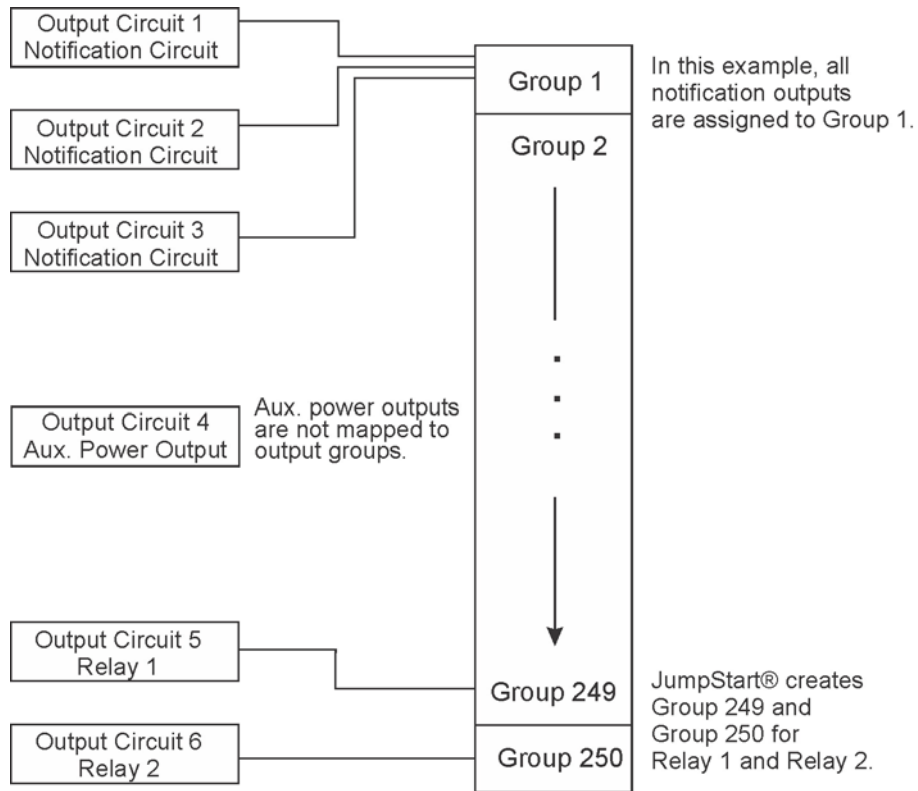 Output Circuit 1
Notification Circuit
Group 1
In this example, all
notification outputs
are assigned to Group 1.
Output Circuit 2
Notification Circuit
Group 2
Output Circuit 3
Notification Circuit
Output Circuit 4
Aux. Power Output
Aux. power outputs
are not mapped to
output groups.
Output Circuit 5
Relay 1
Group 249
JumpStart® creates
Group 249 and
Group 250 for
Relay 1 and Relay 2.
Output Circuit 6
Relay 2
Group 250